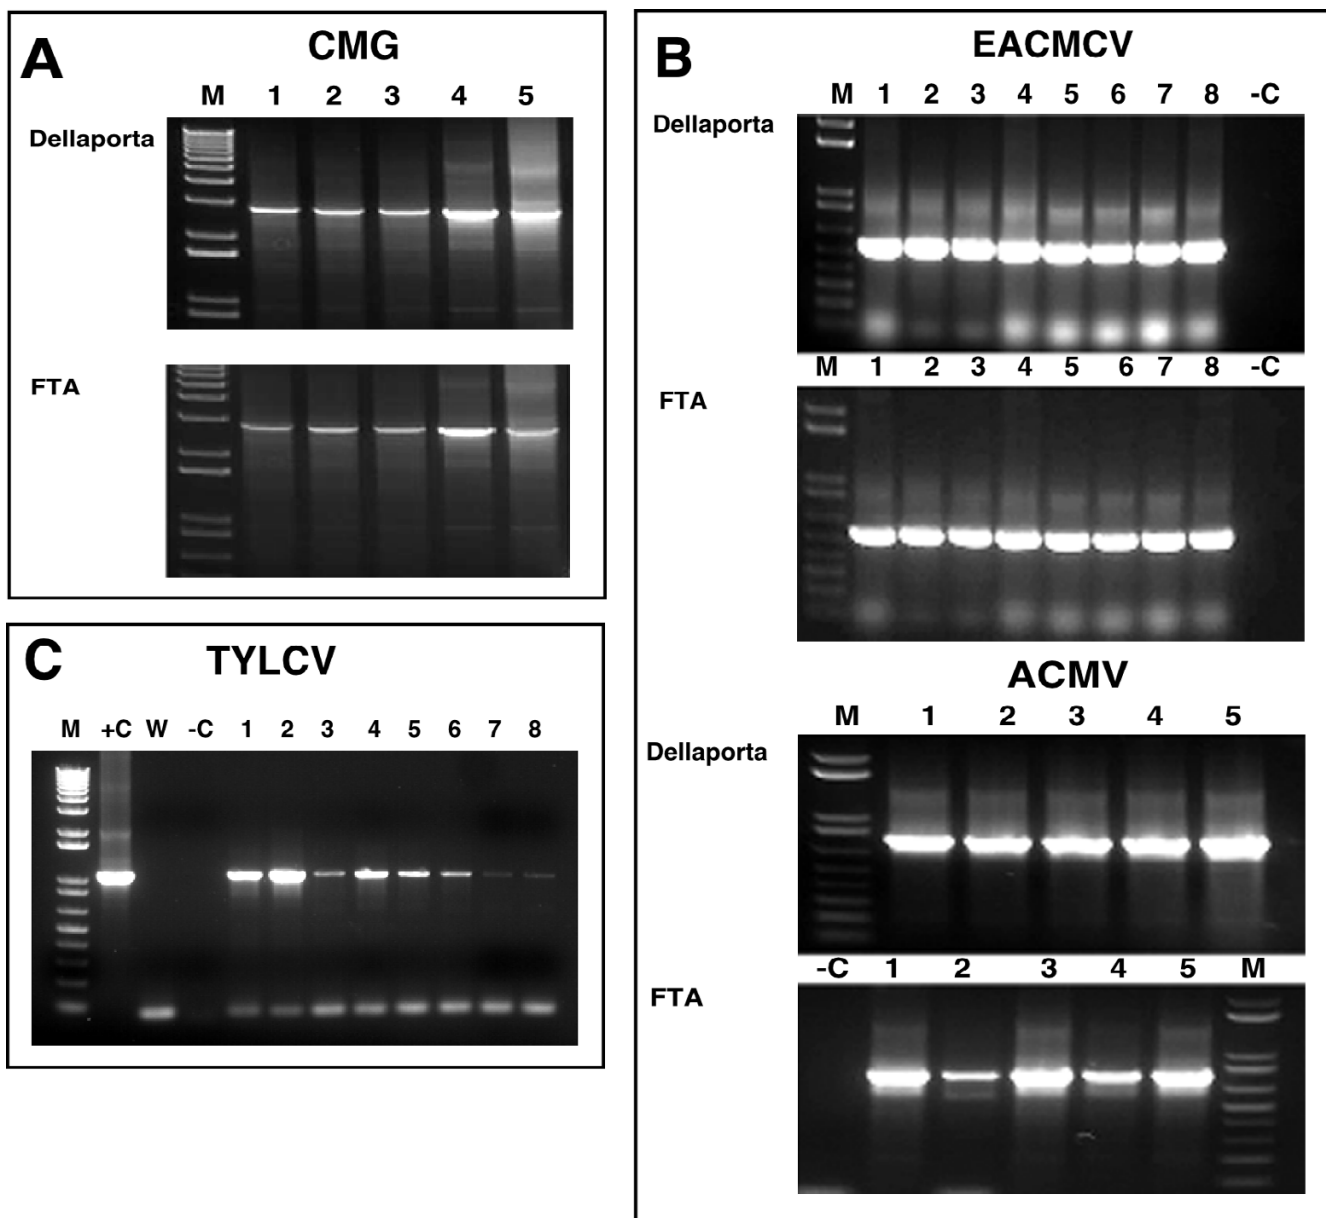 A
CMG
M 1 2 3 4 5
Dellaporta
FTA
B
EACMCV
M 1 2 3 4 5 6 7 8 -C
Dellaporta
M 1 2 3 4 5 6 7 8 -C
FTA
ACMV
M 1 2 3 4 5
Dellaporta
-C 1 2 3 4 5 M
FTA
C
TYLCV
M +C W -C 1 2 3 4 5 6 7 8